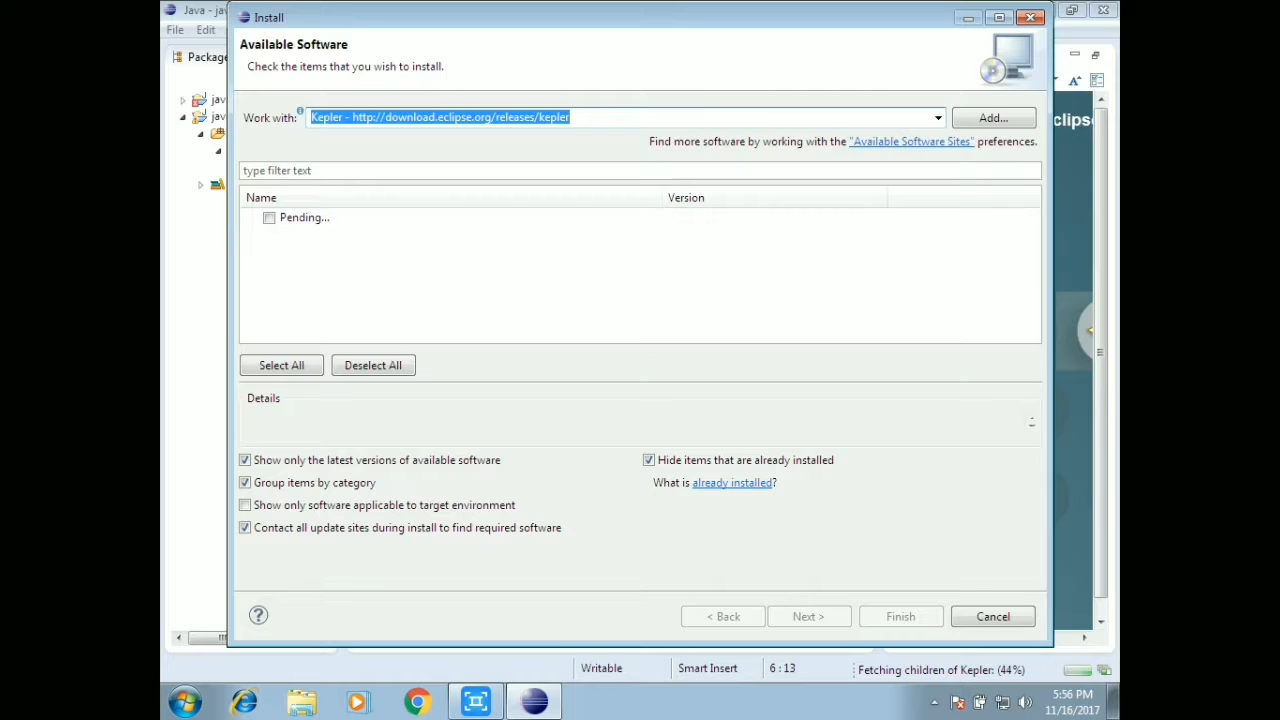 Java - jav
Install
File Edit
Available Software
Check the items that you wish to install.
Package
jav
jav
Work with:
Kepler - http://download.eclipse.org/releases/kepler
Add...
clipse
Find more software by working with the "Available Software Sites" preferences.
type filter text
Name Version
Pending...
Select All Deselect All
Details
Show only the latest versions of available software
Hide items that are already installed
Group items by category
What is already installed?
Show only software applicable to target environment
Contact all update sites during install to find required software
< Back Next > Finish Cancel
Writable Smart Insert 6 : 13 Fetching children of Kepler: (44%)
5:56 PM
11/16/2017